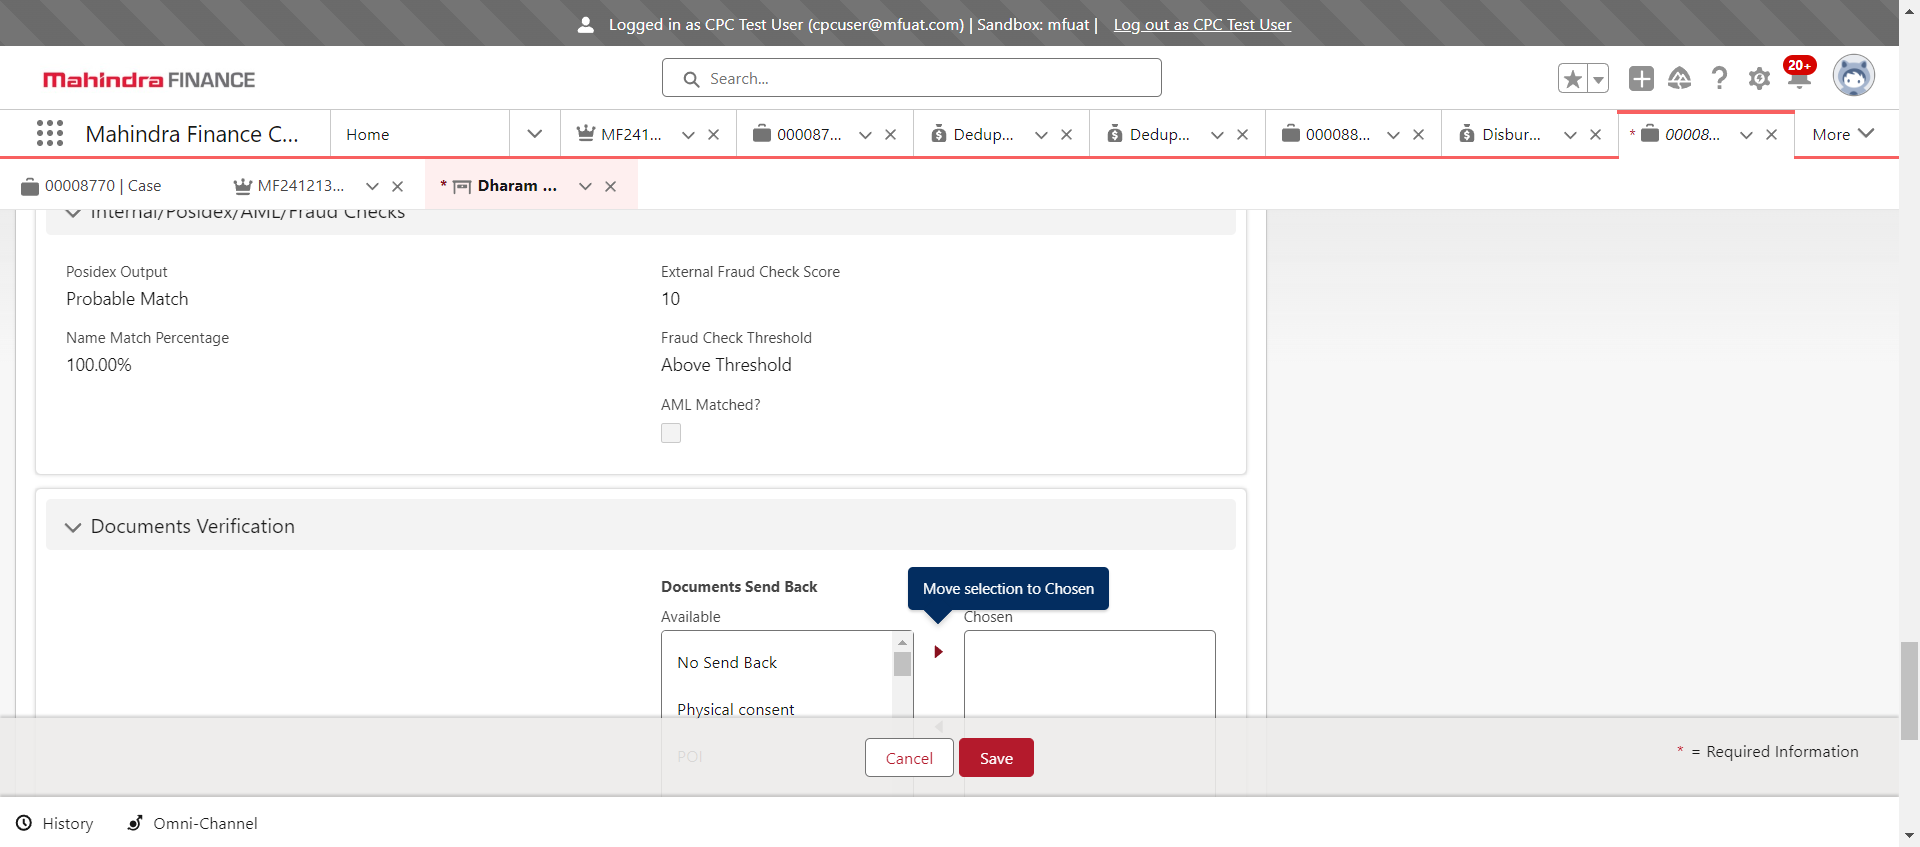 Logged in as CPC Test User (cpcuser@mfuat.com) | Sandbox: mfuat | Log out as CPC Test User
Mahindra FINANCE
Search...
20+
Mahindra Finance C...
Home
MF241...
000087...
Dedup...
Dedup...
000088...
Disbur...
* 00008...
More
00008770 | Case
MF241213...
* Dharam ...
Internal/Posidex/AML/Fraud Checks
Posidex Output
External Fraud Check Score
Probable Match
10
Name Match Percentage
Fraud Check Threshold
100.00%
Above Threshold
AML Matched?
Documents Verification
Documents Send Back
Move selection to Chosen
Available
Chosen
No Send Back
Physical consent
POI
Cancel
Save
* = Required Information
History
Omni-Channel